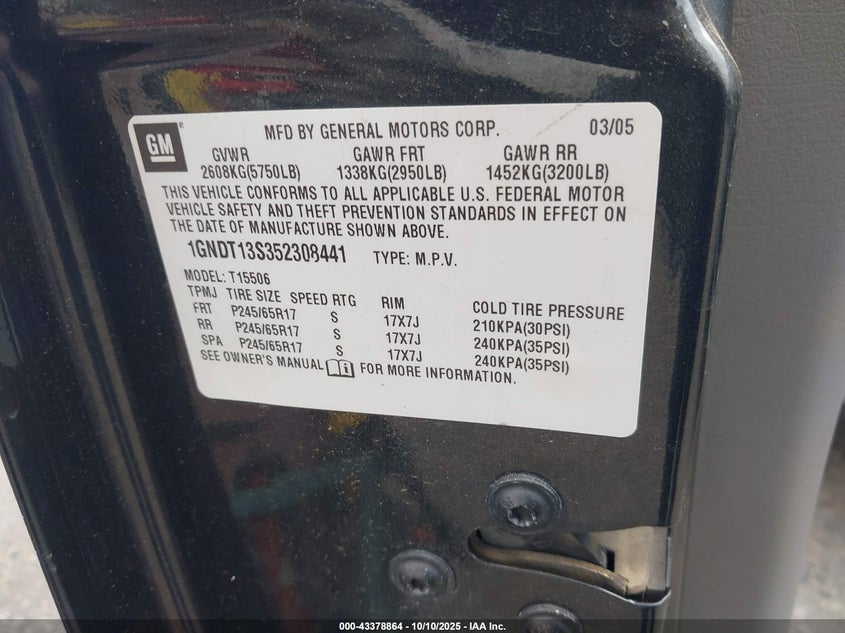 GM
MFD BY GENERAL MOTORS CORP. 03/05
GVWR GAWR FRT GAWR RR
2608KG(5750LB) 1338KG(2950LB) 1452KG(3200LB)
THIS VEHICLE CONFORMS TO ALL APPLICABLE U.S. FEDERAL MOTOR
VEHICLE SAFETY AND THEFT PREVENTION STANDARDS IN EFFECT ON
THE DATE OF MANUFACTURE SHOWN ABOVE.
1GNDT13S352308441 TYPE: M.P.V.
MODEL: T15506
TPMJ TIRE SIZE SPEED RTG RIM COLD TIRE PRESSURE
FRT P245/65R17 S 17X7J 210KPA(30PSI)
RR P245/65R17 S 17X7J 240KPA(35PSI)
SPA P245/65R17 S 17X7J 240KPA(35PSI)
SEE OWNER'S MANUAL FOR MORE INFORMATION.
000-43378864 - 10/10/2025 - IAA Inc.